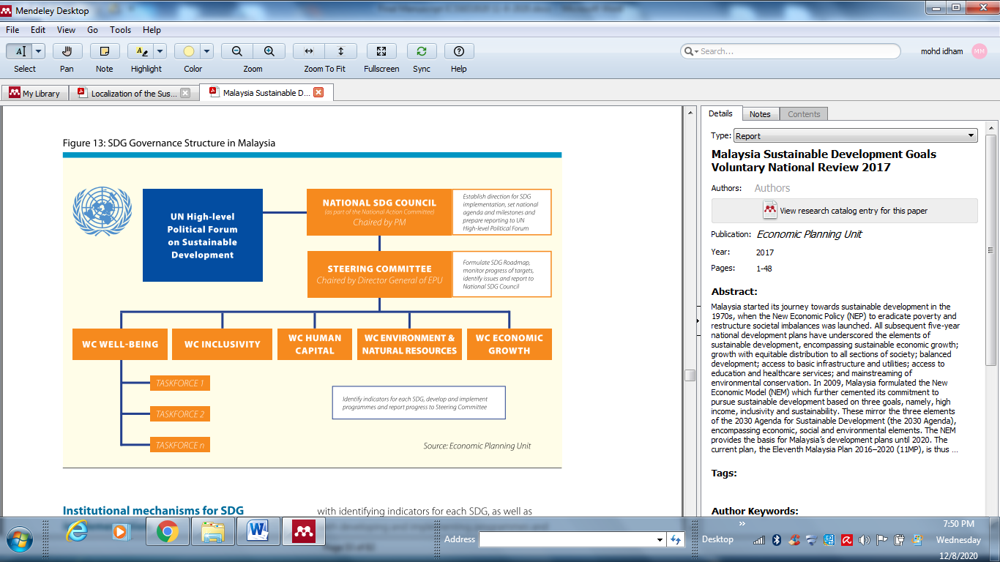 Mendeley Desktop
File Edit View Go Tools Help
Select Pan Note Highlight Color Zoom Zoom To Fit Fullscreen Sync Help
Search...
mohd idham
MM
My Library
Localization of the Sus...
Malaysia Sustainable D...
Figure 13: SDG Governance Structure in Malaysia
UN High-level
Political Forum
on Sustainable
Development
NATIONAL SDG COUNCIL
(as part of the National Action Committee)
Chaired by PM
Establish direction for SDG
implementation, set national
agenda and milestones and
prepare reporting to UN
High-level Political Forum
STEERING COMMITTEE
Chaired by Director General of EPU
Formulate SDG Roadmap,
monitor progress of targets,
identify issues and report to
National SDG Council
WC WELL-BEING
WC INCLUSIVITY
WC HUMAN
CAPITAL
WC ENVIRONMENT &
NATURAL RESOURCES
WC ECONOMIC
GROWTH
TASKFORCE 1
TASKFORCE 2
TASKFORCE n
Identify indicators for each SDG, develop and implement
programmes and report progress to Steering Committee
Source: Economic Planning Unit
Institutional mechanisms for SDG
with identifying indicators for each SDG, as well as
Details Notes Contents
Type: Report
Malaysia Sustainable Development Goals
Voluntary National Review 2017
Authors: Authors
View research catalog entry for this paper
Publication: Economic Planning Unit
Year: 2017
Pages: 1-48
Abstract:
Malaysia started its journey towards sustainable development in the
1970s, when the New Economic Policy (NEP) to eradicate poverty and
restructure societal imbalances was launched. All subsequent five-year
national development plans have underscored the elements of
sustainable development, encompassing sustainable economic growth;
growth with equitable distribution to all sections of society; balanced
development; access to basic infrastructure and utilities; access to
education and healthcare services; and mainstreaming of
environmental conservation. In 2009, Malaysia formulated the New
Economic Model (NEM) which further cemented its commitment to
pursue sustainable development based on three goals, namely, high
income, inclusivity and sustainability. These mirror the three elements
of the 2030 Agenda for Sustainable Development (the 2030 Agenda),
encompassing economic, social and environmental elements. The NEM
provides the basis for Malaysia's development plans until 2020. The
current plan, the Eleventh Malaysia Plan 2016–2020 (11MP), is thus ...
Tags:
Author Keywords:
Address
Desktop
7:50 PM
Wednesday
12/8/2020